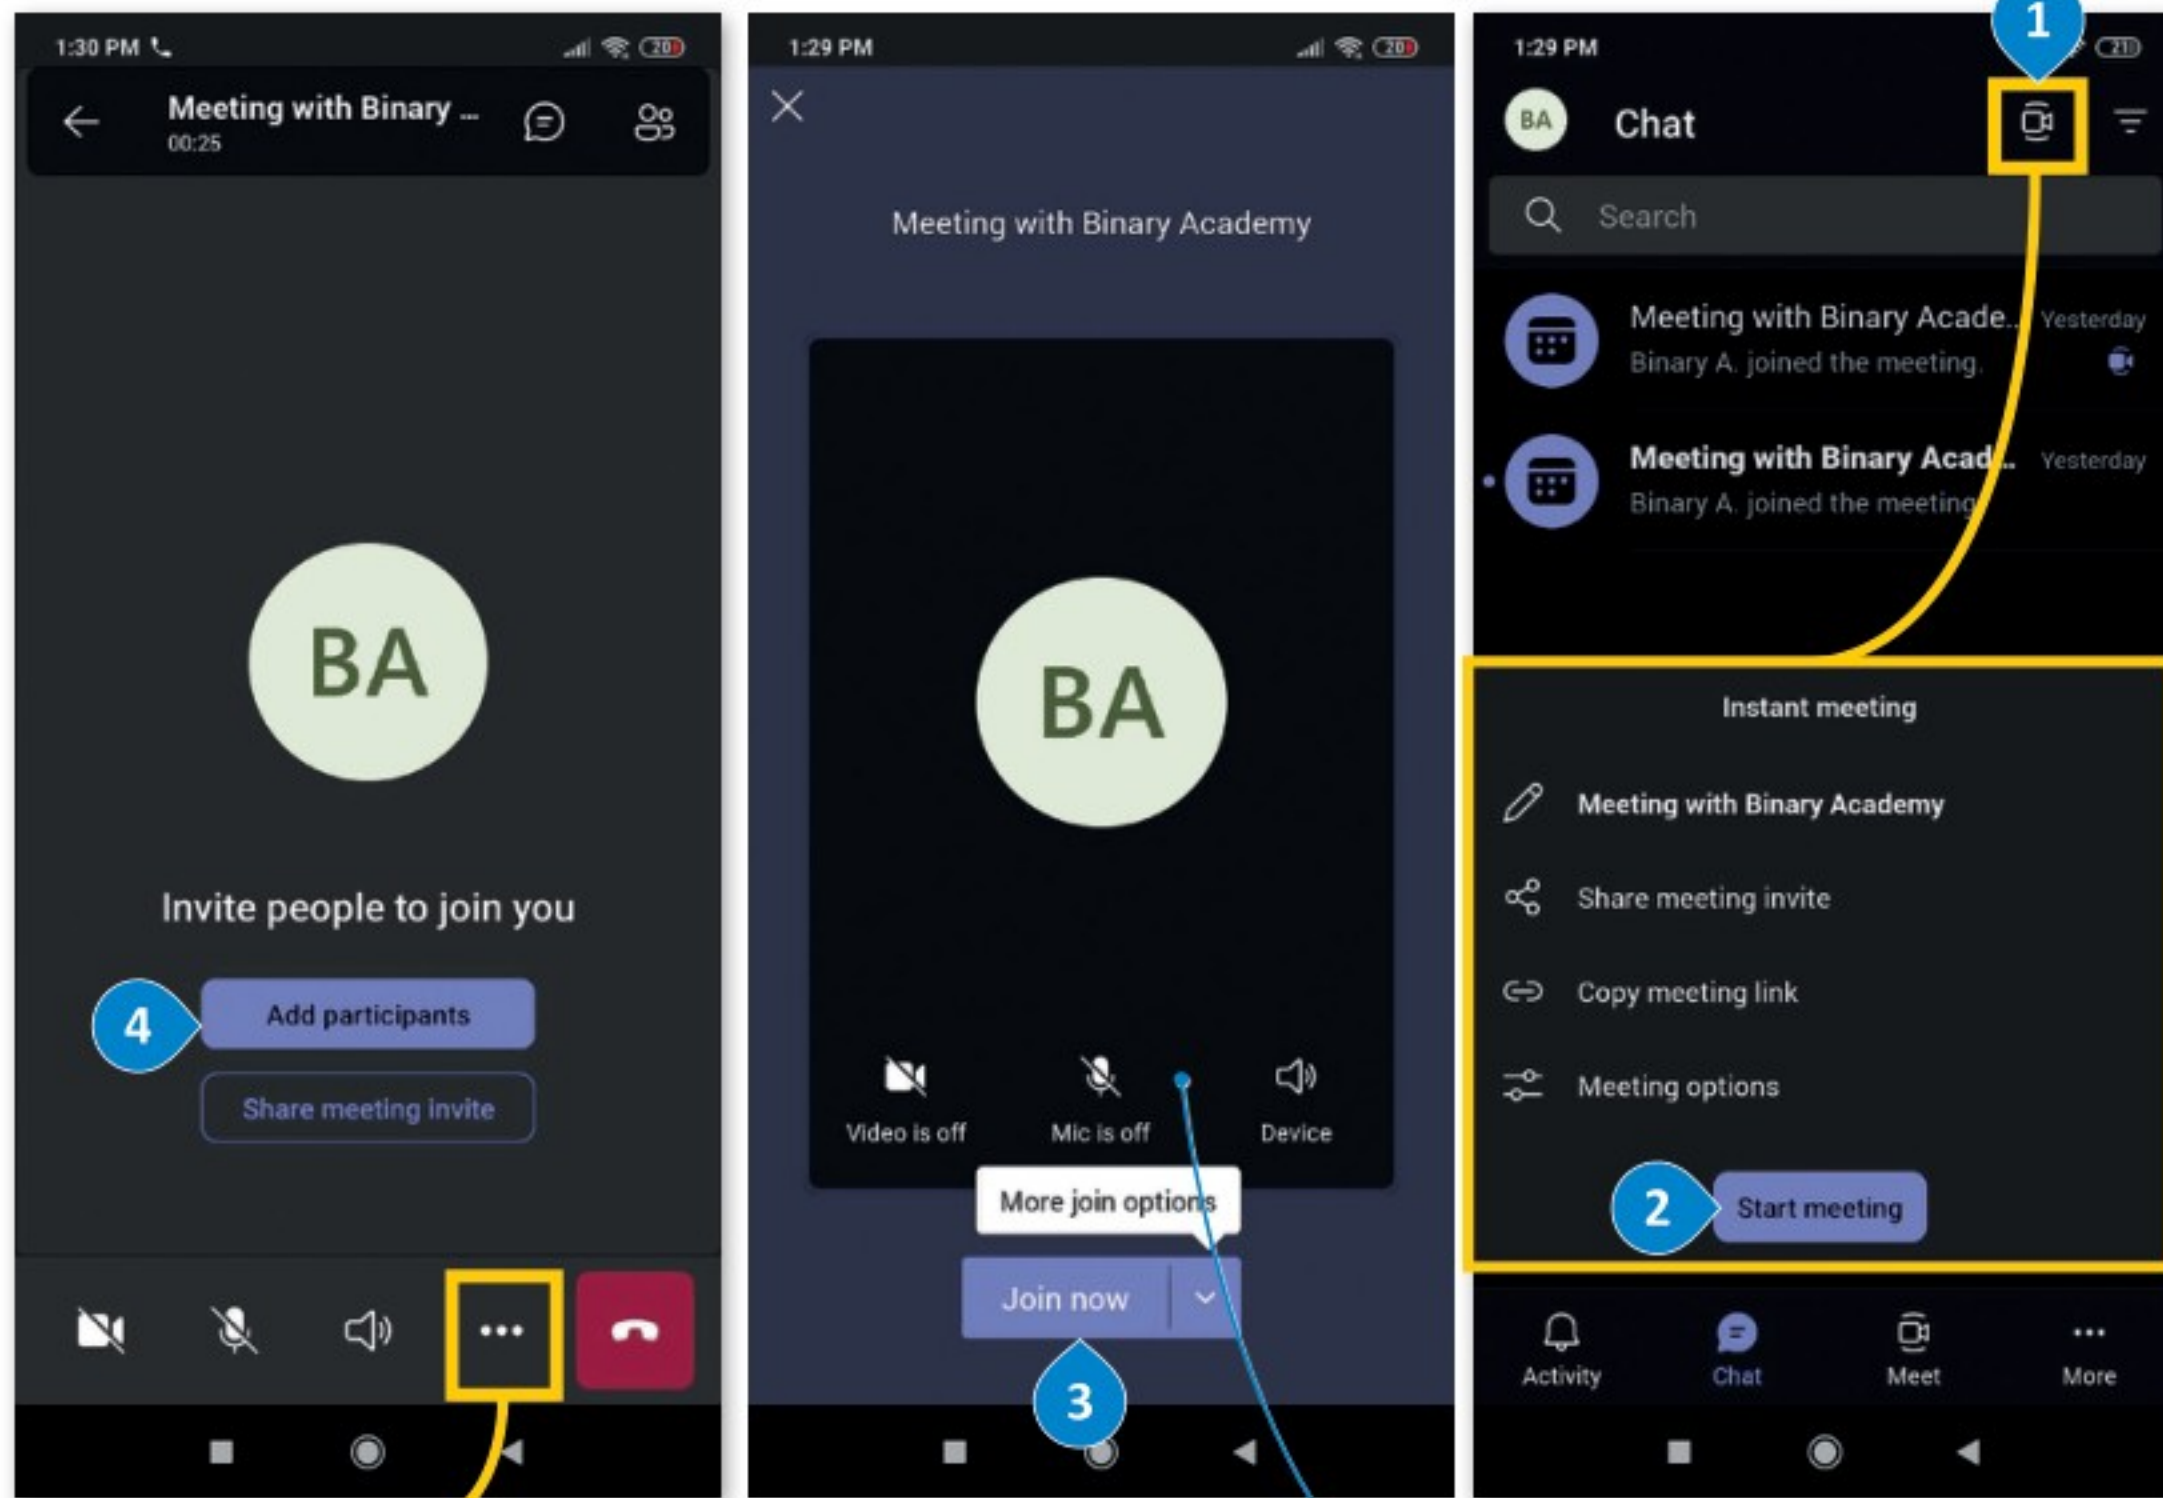 1:30 PM
20
Meeting with Binary ...
00:25
BA
Invite people to join you
4
Add participants
Share meeting invite
1:29 PM
20
Meeting with Binary Academy
BA
Video is off
Mic is off
Device
More join options
Join now
3
1
1:29 PM
21
BA
Chat
Search
Meeting with Binary Acade..
Yesterday
Binary A. joined the meeting.
Meeting with Binary Acad...
Yesterday
Binary A. joined the meeting
Instant meeting
Meeting with Binary Academy
Share meeting invite
Copy meeting link
Meeting options
2
Start meeting
Activity
Chat
Meet
More